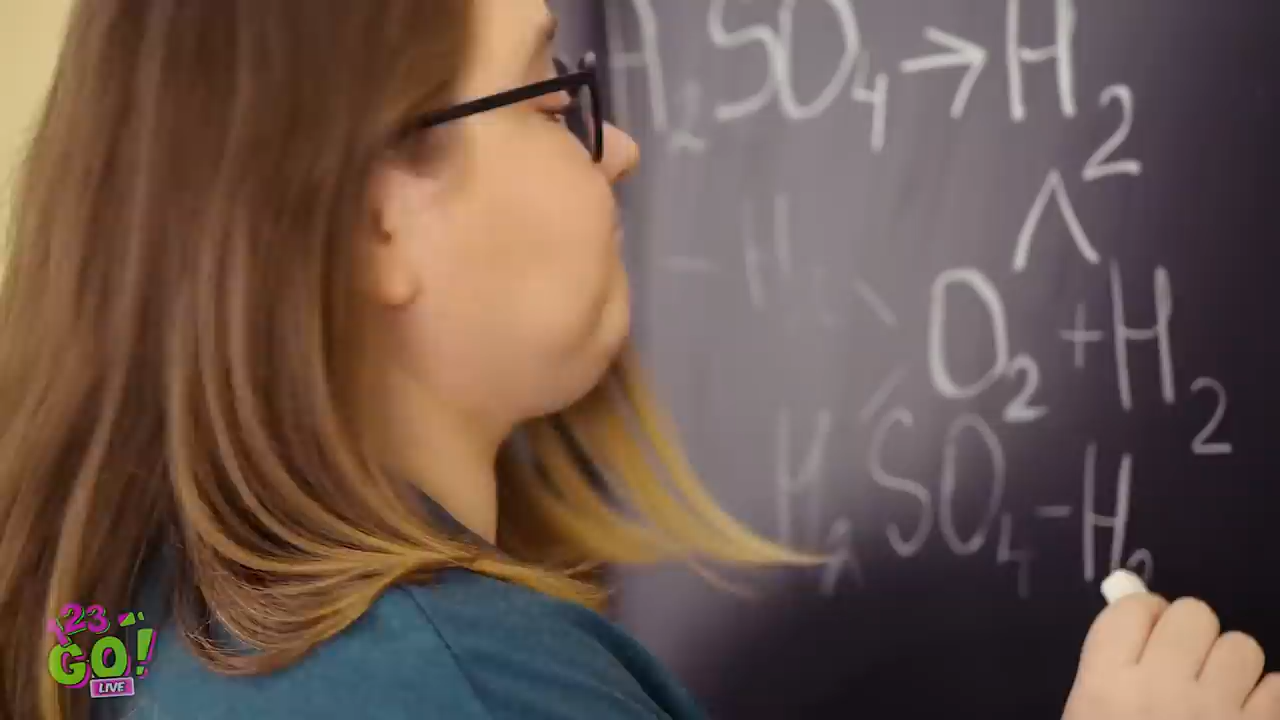 H₂SO₄→H₂
^
- H
O₂+H₂
H₂SO₄-H₂
123
GO!
LIVE